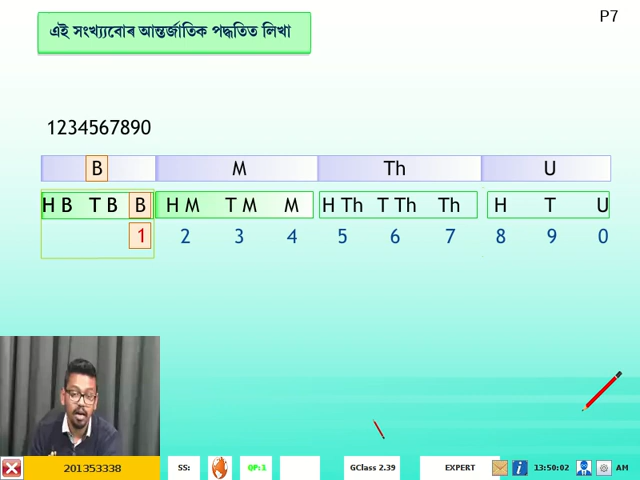 P7
এই সংখ্যাবোৰ আন্তৰ্জাতিক পদ্ধতিত লিখা
1234567890
B M Th U
H B T B B H M T M M H Th T Th Th H T U
1 2 3 4 5 6 7 8 9 0
201353338 SS: OP:1 GClass 2.39 EXPERT 13:50:02 AM